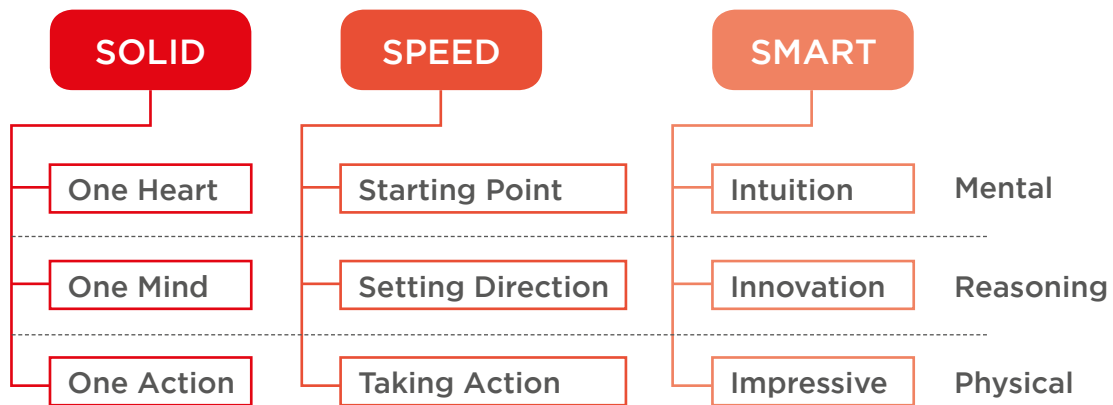 SOLID
SPEED
SMART
One Heart
Starting Point
Intuition
Mental
One Mind
Setting Direction
Innovation
Reasoning
One Action
Taking Action
Impressive
Physical